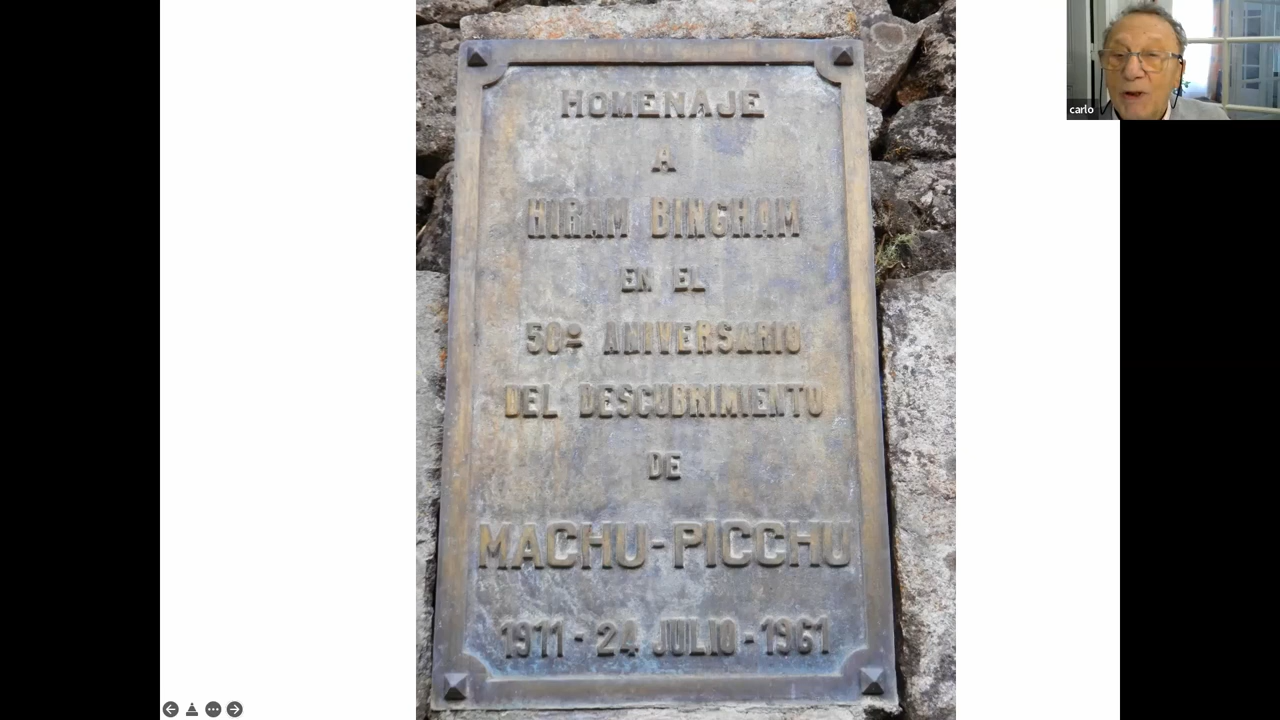 HOMENAJE
A
HIRAM BINGHAM
EN EL
50º ANIVERSARIO
DEL DESCUBRIMIENTO
DE
MACHU-PICCHU
1911 - 24 JULIO - 1961
carlo